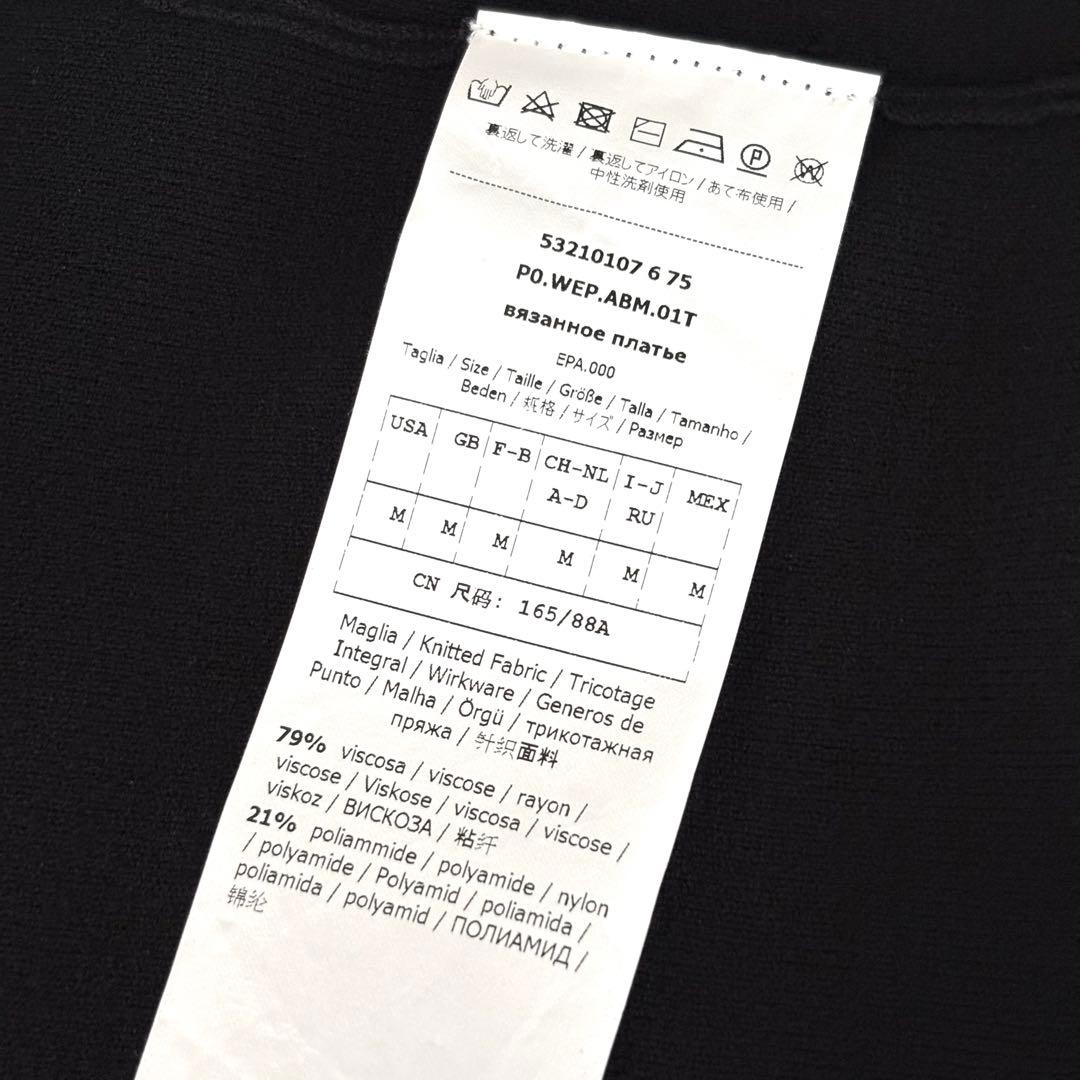 裏返して洗濯 / 裏返してアイロン / あて布使用 /
中性洗剤使用
53210107 6 75
P0.WEP.ABM.01T
вязанное платье
EPA.000
Taglia / Size / Taille / Größe / Talla / Tamanho /
Beden / 规格 / サイズ / Размер
USA GB F-B CH-NL I-J MEX
A-D RU
M M M M M M
CN 尺码: 165/88A
Maglia / Knitted Fabric / Tricotage
Integral / Wirkware / Generos de
Punto / Malha / Örgü / трикотажная
пряжа / 针织面料
79% viscosa / viscose / rayon /
viscose / Viskose / viscosa / viscose /
viskoz / ВИСКОЗА / 粘纤
21% poliammide / polyamide / nylon
/ polyamide / Polyamid / poliamida /
poliamida / polyamid / ПОЛИАМИД /
锦纶